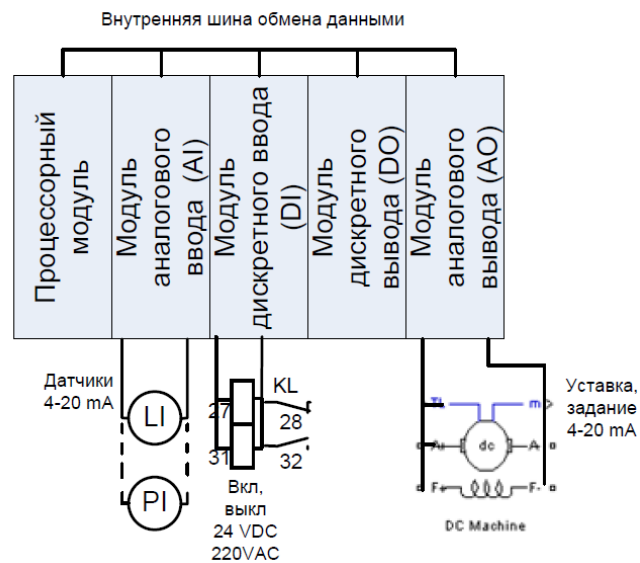 Внутренняя шина обмена данными
Процессорный
модуль
Модуль
аналогового
ввода (AI)
Модуль
дискретного ввода
(DI)
Модуль
дискретного
вывода (DO)
Модуль
аналогового
вывода (AO)
Датчики
4-20 mA
LI
PI
27
31
KL
28
32
Вкл,
выкл
24 VDC
220VAC
TL
m
A+
dc
A-
F+
F-
DC Machine
Уставка,
задание
4-20 mA